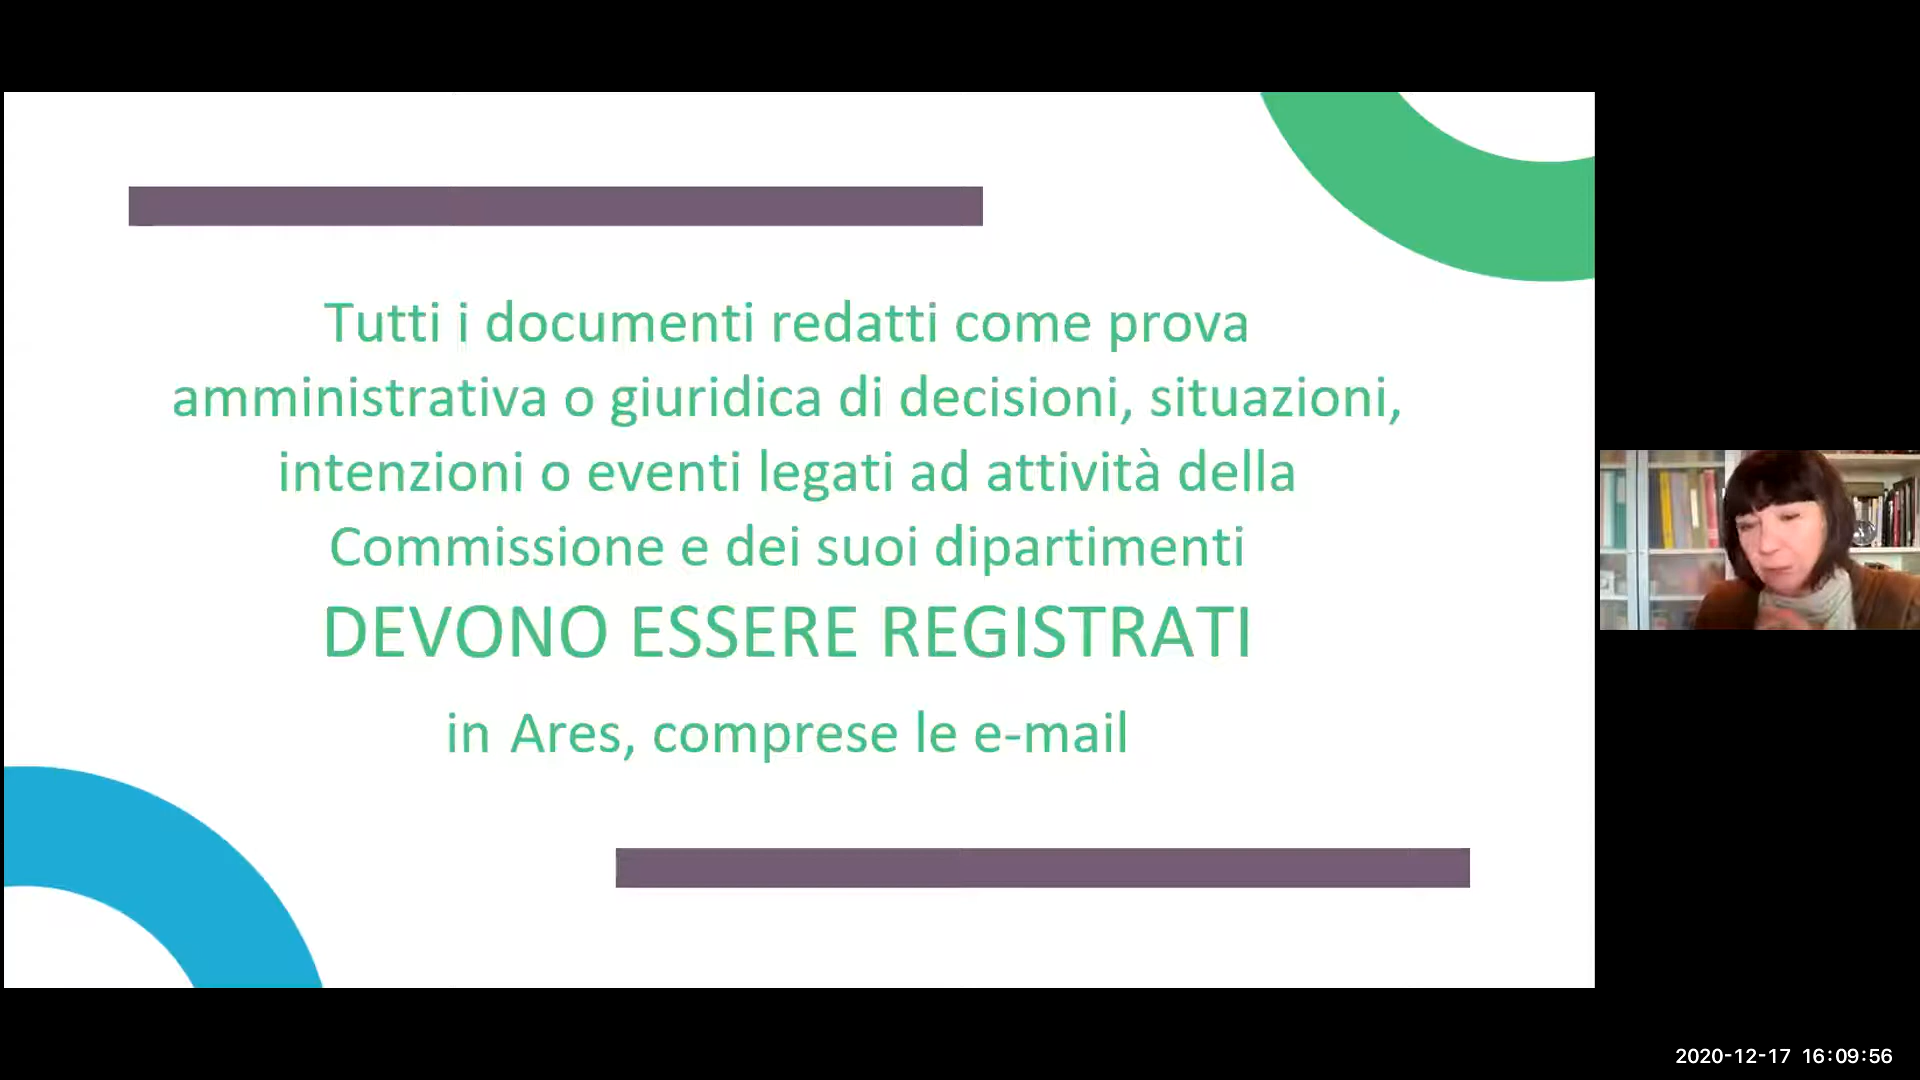 Tutti i documenti redatti come prova
amministrativa o giuridica di decisioni, situazioni,
intenzioni o eventi legati ad attività della
Commissione e dei suoi dipartimenti
DEVONO ESSERE REGISTRATI
in Ares, comprese le e-mail
2020-12-17 16:09:56